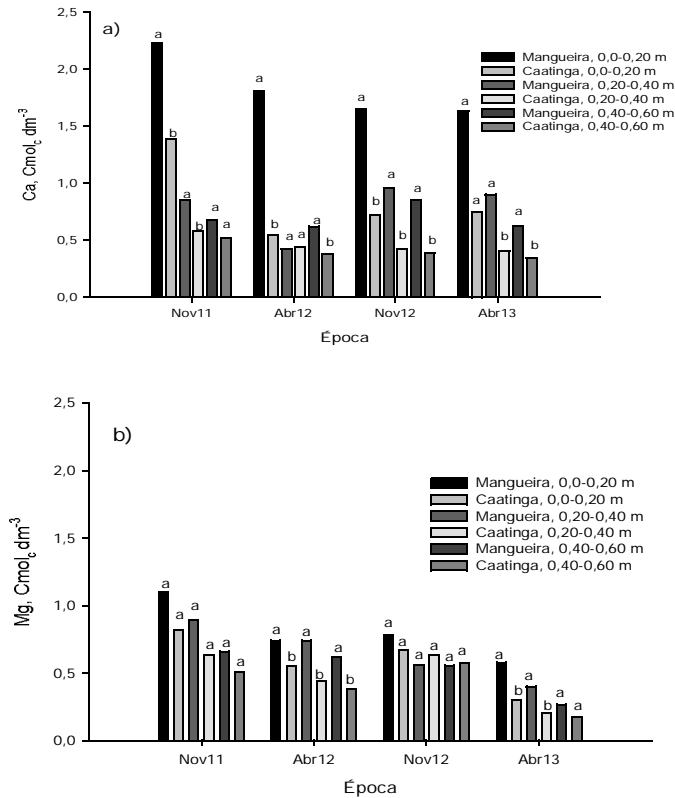 a)
2,5
2,0
1,5
1,0
0,5
0,0
Ca, Cmolc dm-3
a
b
a
b
a
a
a
b
a
a
a
b
a
b
a
b
a
b
a
a
a
b
a
b
Mangueira, 0,0-0,20 m
Caatinga, 0,0-0,20 m
Mangueira, 0,20-0,40 m
Caatinga, 0,20-0,40 m
Mangueira, 0,40-0,60 m
Caatinga, 0,40-0,60 m
Nov11 Abr12 Nov12 Abr13
Época
b)
2,5
2,0
1,5
1,0
0,5
0,0
Mg, Cmolc dm-3
Mangueira, 0,0-0,20 m
Caatinga, 0,0-0,20 m
Mangueira, 0,20-0,40 m
Caatinga, 0,20-0,40 m
Mangueira, 0,40-0,60 m
Caatinga, 0,40-0,60 m
a
a
a
a
a
a
a
b
a
b
a
b
a
a
a
a
a
a
a
b
a
b
a
a
Nov11 Abr12 Nov12 Abr13
Época